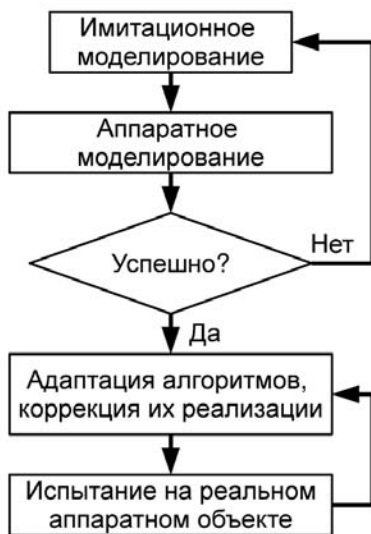 Имитационное
моделирование
Аппаратное
моделирование
Успешно?
Нет
Да
Адаптация алгоритмов,
коррекция их реализации
Испытание на реальном
аппаратном объекте